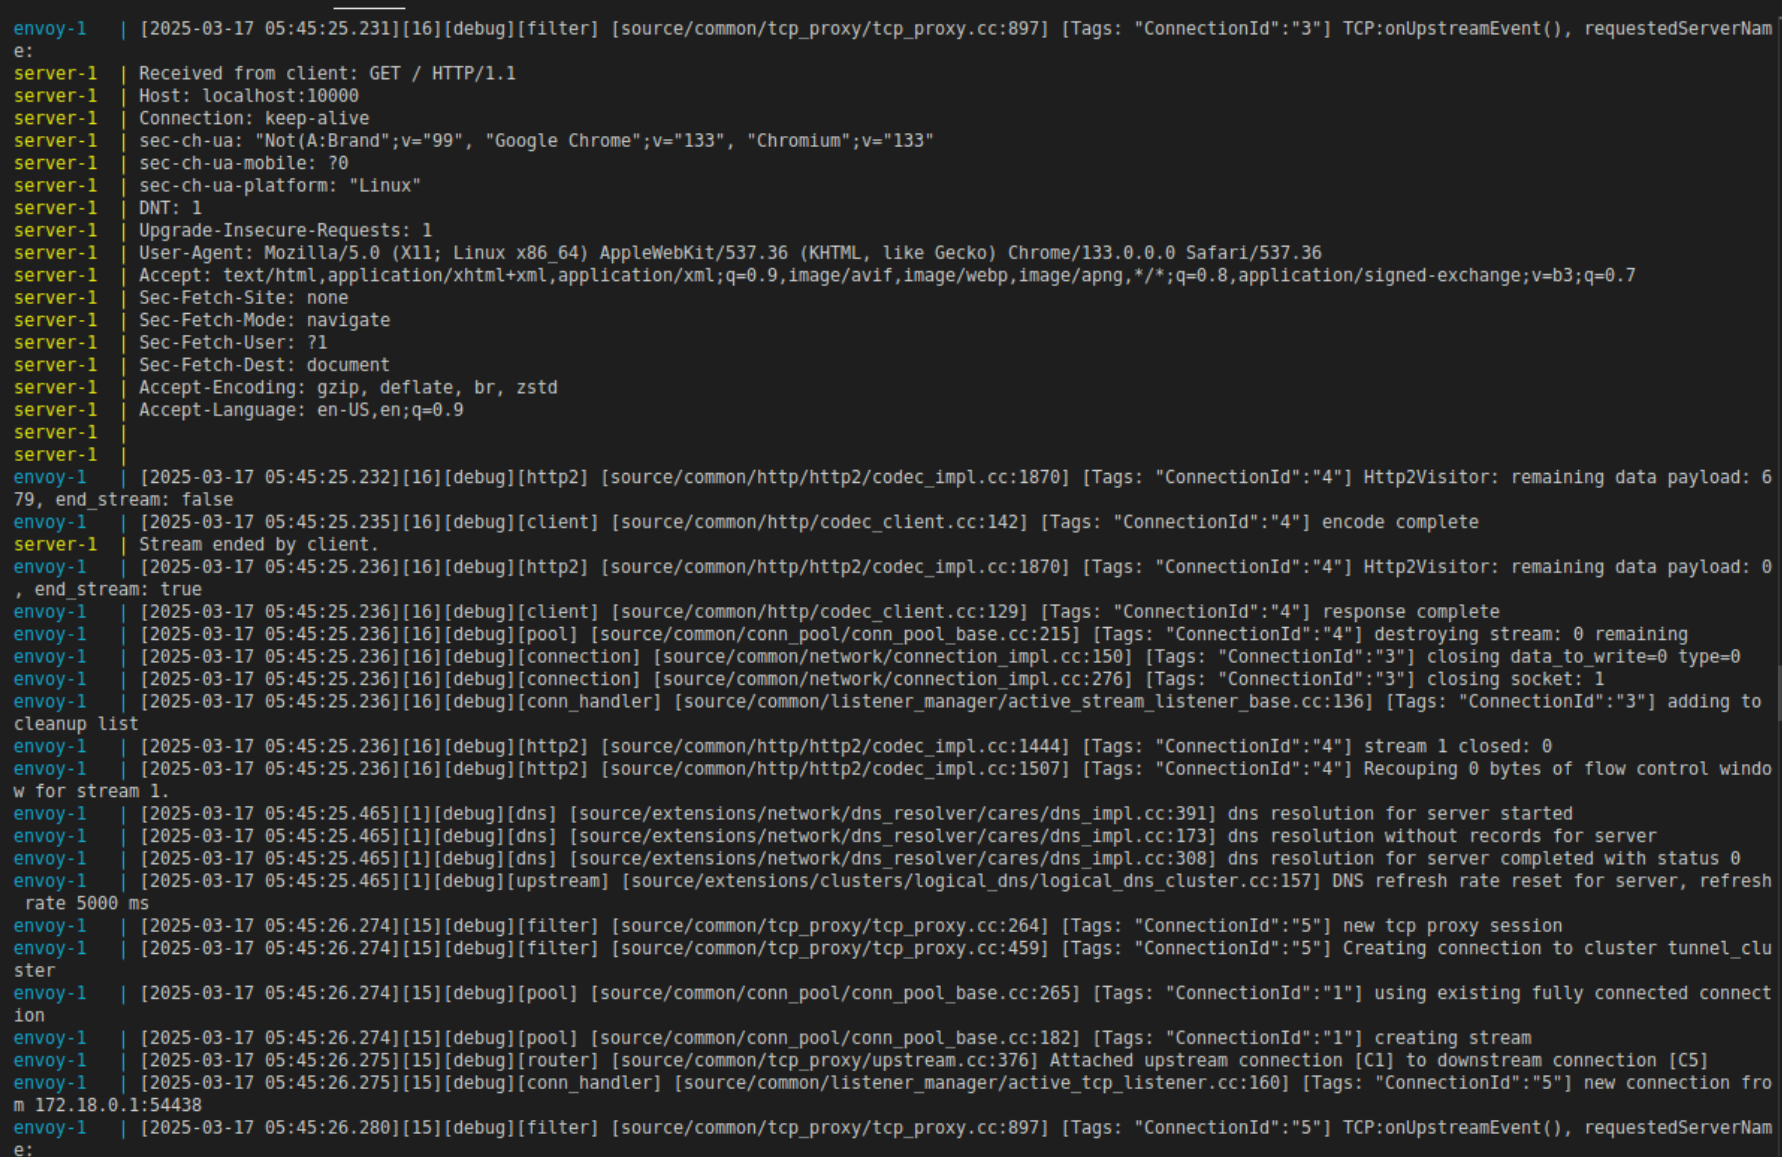 envoy-1   | [2025-03-17 05:45:25.231][16][debug][filter] [source/common/tcp_proxy/tcp_proxy.cc:897] [Tags: "ConnectionId":"3"] TCP:onUpstreamEvent(), requestedServerNam
e:
server-1  | Received from client: GET / HTTP/1.1
server-1  | Host: localhost:10000
server-1  | Connection: keep-alive
server-1  | sec-ch-ua: "Not(A:Brand";v="99", "Google Chrome";v="133", "Chromium";v="133"
server-1  | sec-ch-ua-mobile: ?0
server-1  | sec-ch-ua-platform: "Linux"
server-1  | DNT: 1
server-1  | Upgrade-Insecure-Requests: 1
server-1  | User-Agent: Mozilla/5.0 (X11; Linux x86_64) AppleWebKit/537.36 (KHTML, like Gecko) Chrome/133.0.0.0 Safari/537.36
server-1  | Accept: text/html,application/xhtml+xml,application/xml;q=0.9,image/avif,image/webp,image/apng,*/*;q=0.8,application/signed-exchange;v=b3;q=0.7
server-1  | Sec-Fetch-Site: none
server-1  | Sec-Fetch-Mode: navigate
server-1  | Sec-Fetch-User: ?1
server-1  | Sec-Fetch-Dest: document
server-1  | Accept-Encoding: gzip, deflate, br, zstd
server-1  | Accept-Language: en-US,en;q=0.9
server-1  |
server-1  |
envoy-1   | [2025-03-17 05:45:25.232][16][debug][http2] [source/common/http/http2/codec_impl.cc:1870] [Tags: "ConnectionId":"4"] Http2Visitor: remaining data payload: 6
79, end_stream: false
envoy-1   | [2025-03-17 05:45:25.235][16][debug][client] [source/common/http/codec_client.cc:142] [Tags: "ConnectionId":"4"] encode complete
server-1  | Stream ended by client.
envoy-1   | [2025-03-17 05:45:25.236][16][debug][http2] [source/common/http/http2/codec_impl.cc:1870] [Tags: "ConnectionId":"4"] Http2Visitor: remaining data payload: 0
, end_stream: true
envoy-1   | [2025-03-17 05:45:25.236][16][debug][client] [source/common/http/codec_client.cc:129] [Tags: "ConnectionId":"4"] response complete
envoy-1   | [2025-03-17 05:45:25.236][16][debug][pool] [source/common/conn_pool/conn_pool_base.cc:215] [Tags: "ConnectionId":"4"] destroying stream: 0 remaining
envoy-1   | [2025-03-17 05:45:25.236][16][debug][connection] [source/common/network/connection_impl.cc:150] [Tags: "ConnectionId":"3"] closing data_to_write=0 type=0
envoy-1   | [2025-03-17 05:45:25.236][16][debug][connection] [source/common/network/connection_impl.cc:276] [Tags: "ConnectionId":"3"] closing socket: 1
envoy-1   | [2025-03-17 05:45:25.236][16][debug][conn_handler] [source/common/listener_manager/active_stream_listener_base.cc:136] [Tags: "ConnectionId":"3"] adding to
cleanup list
envoy-1   | [2025-03-17 05:45:25.236][16][debug][http2] [source/common/http/http2/codec_impl.cc:1444] [Tags: "ConnectionId":"4"] stream 1 closed: 0
envoy-1   | [2025-03-17 05:45:25.236][16][debug][http2] [source/common/http/http2/codec_impl.cc:1507] [Tags: "ConnectionId":"4"] Recouping 0 bytes of flow control windo
w for stream 1.
envoy-1   | [2025-03-17 05:45:25.465][1][debug][dns] [source/extensions/network/dns_resolver/cares/dns_impl.cc:391] dns resolution for server started
envoy-1   | [2025-03-17 05:45:25.465][1][debug][dns] [source/extensions/network/dns_resolver/cares/dns_impl.cc:173] dns resolution without records for server
envoy-1   | [2025-03-17 05:45:25.465][1][debug][dns] [source/extensions/network/dns_resolver/cares/dns_impl.cc:308] dns resolution for server completed with status 0
envoy-1   | [2025-03-17 05:45:25.465][1][debug][upstream] [source/extensions/clusters/logical_dns/logical_dns_cluster.cc:157] DNS refresh rate reset for server, refresh
 rate 5000 ms
envoy-1   | [2025-03-17 05:45:26.274][15][debug][filter] [source/common/tcp_proxy/tcp_proxy.cc:264] [Tags: "ConnectionId":"5"] new tcp proxy session
envoy-1   | [2025-03-17 05:45:26.274][15][debug][filter] [source/common/tcp_proxy/tcp_proxy.cc:459] [Tags: "ConnectionId":"5"] Creating connection to cluster tunnel_clu
ster
envoy-1   | [2025-03-17 05:45:26.274][15][debug][pool] [source/common/conn_pool/conn_pool_base.cc:265] [Tags: "ConnectionId":"1"] using existing fully connected connect
ion
envoy-1   | [2025-03-17 05:45:26.274][15][debug][pool] [source/common/conn_pool/conn_pool_base.cc:182] [Tags: "ConnectionId":"1"] creating stream
envoy-1   | [2025-03-17 05:45:26.275][15][debug][router] [source/common/tcp_proxy/upstream.cc:376] Attached upstream connection [C1] to downstream connection [C5]
envoy-1   | [2025-03-17 05:45:26.275][15][debug][conn_handler] [source/common/listener_manager/active_tcp_listener.cc:160] [Tags: "ConnectionId":"5"] new connection fro
m 172.18.0.1:54438
envoy-1   | [2025-03-17 05:45:26.280][15][debug][filter] [source/common/tcp_proxy/tcp_proxy.cc:897] [Tags: "ConnectionId":"5"] TCP:onUpstreamEvent(), requestedServerNam
e: